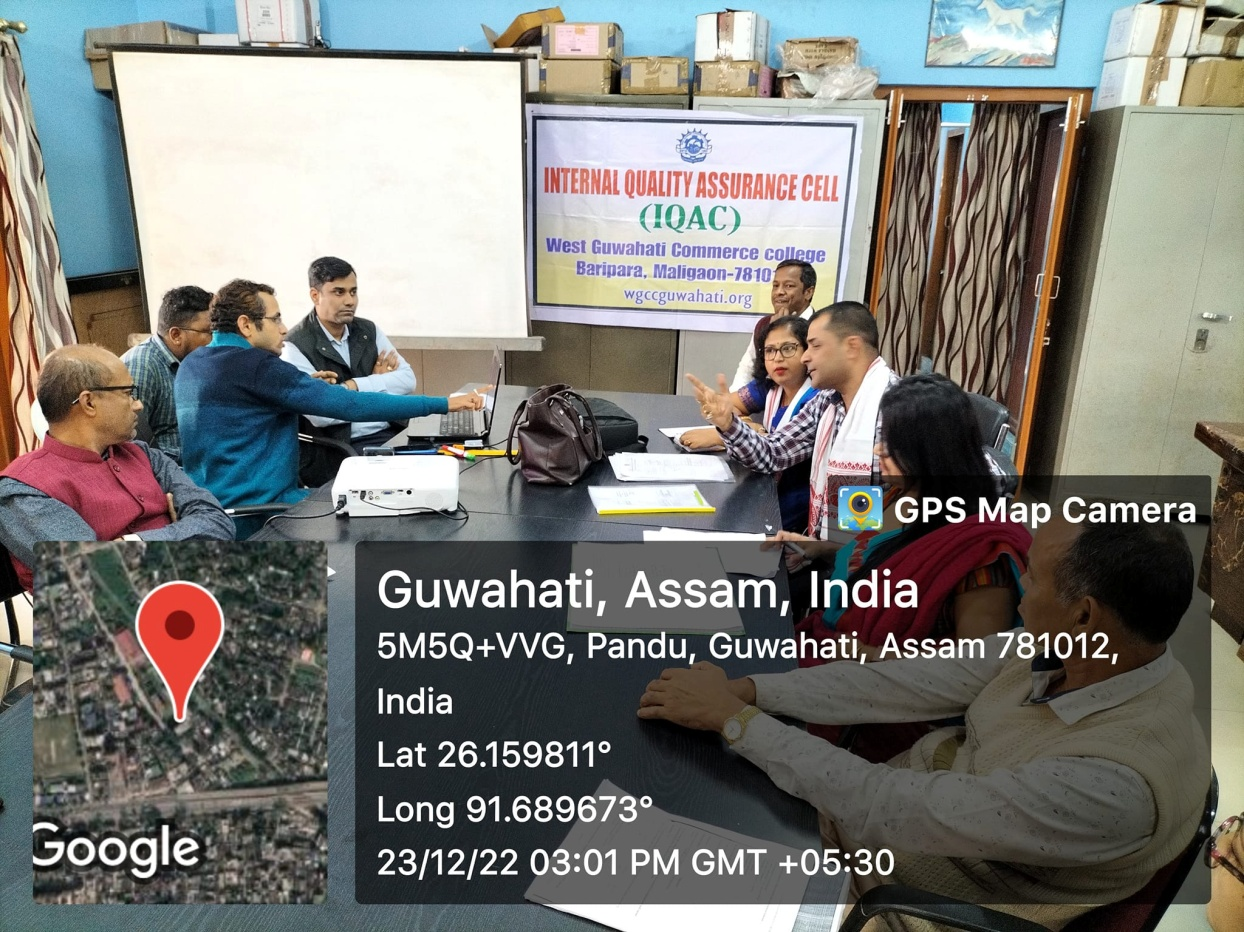 INTERNAL QUALITY ASSURANCE CELL
(IQAC)
West Guwahati Commerce college
Baripara, Maligaon-7810
wgccguwahati.org
GPS Map Camera
Guwahati, Assam, India
5M5Q+VVG, Pandu, Guwahati, Assam 781012,
India
Lat 26.159811°
Long 91.689673°
23/12/22 03:01 PM GMT +05:30
Google